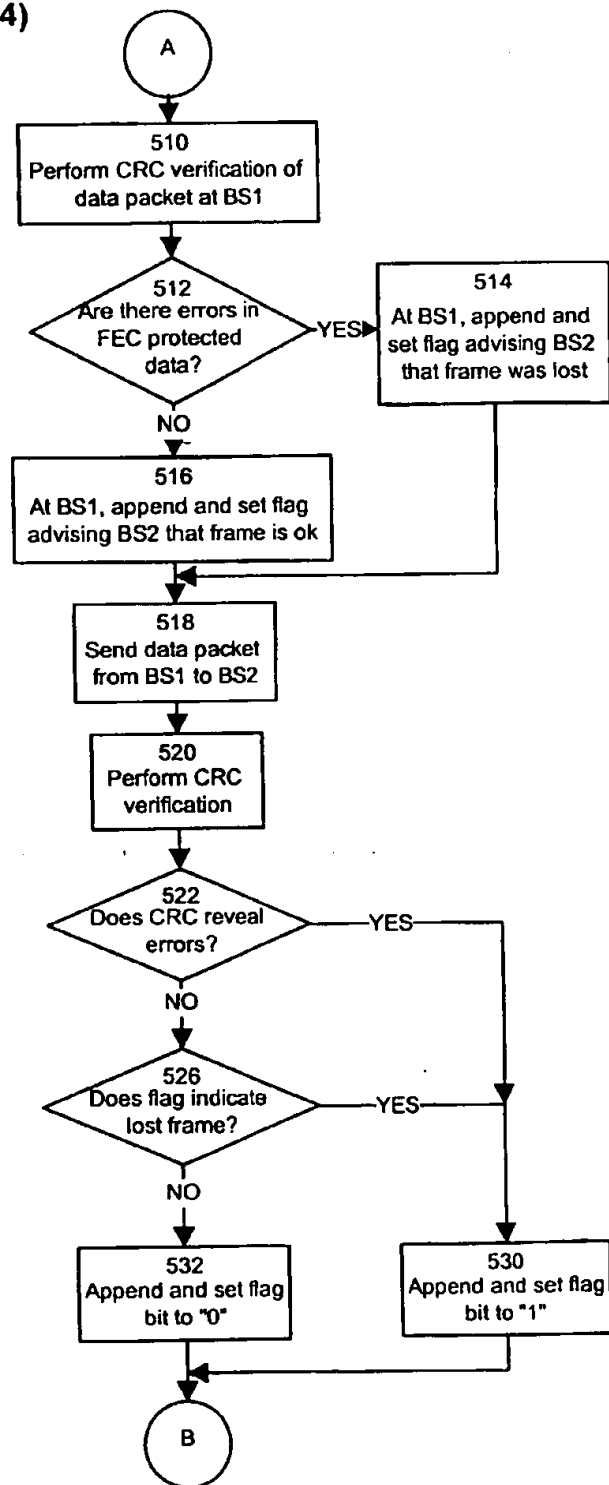 4)
A
510
Perform CRC verification of
data packet at BS1
512
Are there errors in
FEC protected
data?
YES
514
At BS1, append and
set flag advising BS2
that frame was lost
NO
516
At BS1, append and set flag
advising BS2 that frame is ok
518
Send data packet
from BS1 to BS2
520
Perform CRC
verification
522
Does CRC reveal
errors?
YES
NO
526
Does flag indicate
lost frame?
YES
NO
532
Append and set flag
bit to "0"
530
Append and set flag
bit to "1"
B